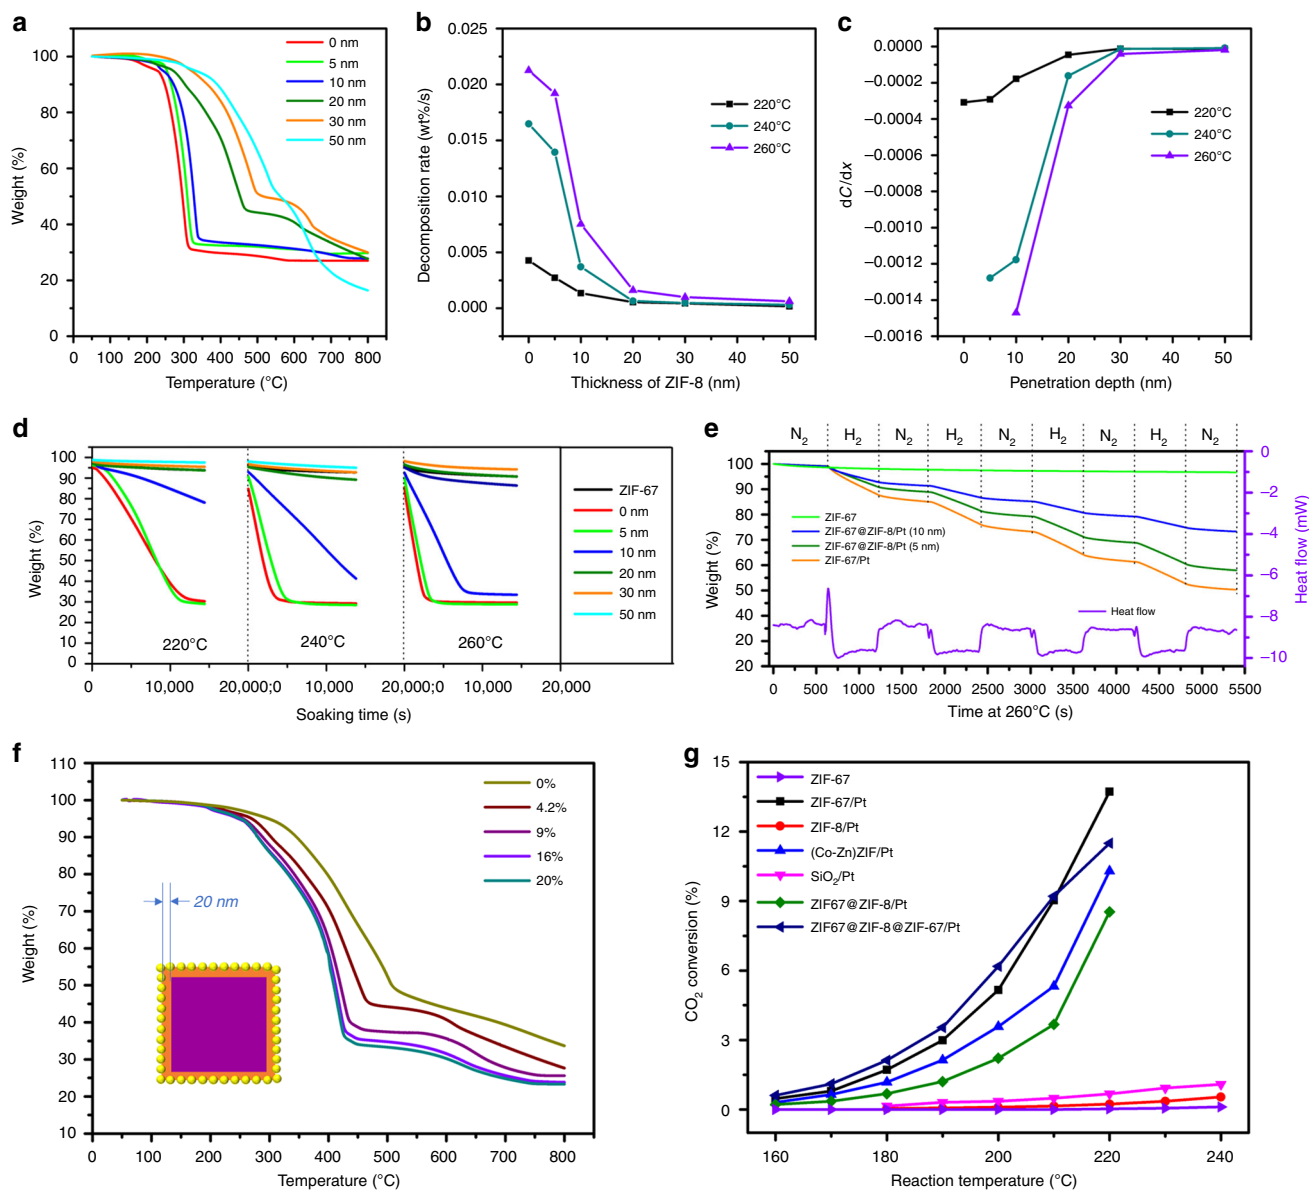 a
100
80
60
40
20
0
Weight (%)
0 nm
5 nm
10 nm
20 nm
30 nm
50 nm
0 100 200 300 400 500 600 700 800
Temperature (°C)
b
0.025
0.020
0.015
0.010
0.005
0.000
Decomposition rate (wt%/s)
220°C
240°C
260°C
0 10 20 30 40 50
Thickness of ZIF-8 (nm)
c
0.0000
−0.0002
−0.0004
−0.0006
−0.0008
−0.0010
−0.0012
−0.0014
−0.0016
dC/dx
220°C
240°C
260°C
0 10 20 30 40 50
Penetration depth (nm)
d
100
90
80
70
60
50
40
30
20
10
0
Weight (%)
220°C 240°C 260°C
ZIF-67
0 nm
5 nm
10 nm
20 nm
30 nm
50 nm
0 10,000 20,000;0 10,000 20,000;0 10,000 20,000
Soaking time (s)
e
N2 H2 N2 H2 N2 H2 N2 H2 N2
100
90
80
70
60
50
40
30
20
20
Weight (%)
ZIF-67
ZIF-67@ZIF-8/Pt (10 nm)
ZIF-67@ZIF-8/Pt (5 nm)
ZIF-67/Pt
Heat flow
0
−2
−4
−6
−8
−10
Heat flow (mW)
0 500 1000 1500 2000 2500 3000 3500 4000 4500 5000 5500
Time at 260°C (s)
f
110
100
90
80
70
60
50
40
30
20
10
Weight (%)
0%
4.2%
9%
16%
20%
20 nm
0 100 200 300 400 500 600 700 800
Temperature (°C)
g
15
12
9
6
3
0
CO2 conversion (%)
ZIF-67
ZIF-67/Pt
ZIF-8/Pt
(Co-Zn)ZIF/Pt
SiO2/Pt
ZIF67@ZIF-8/Pt
ZIF67@ZIF-8@ZIF-67/Pt
160 180 200 220 240
Reaction temperature (°C)